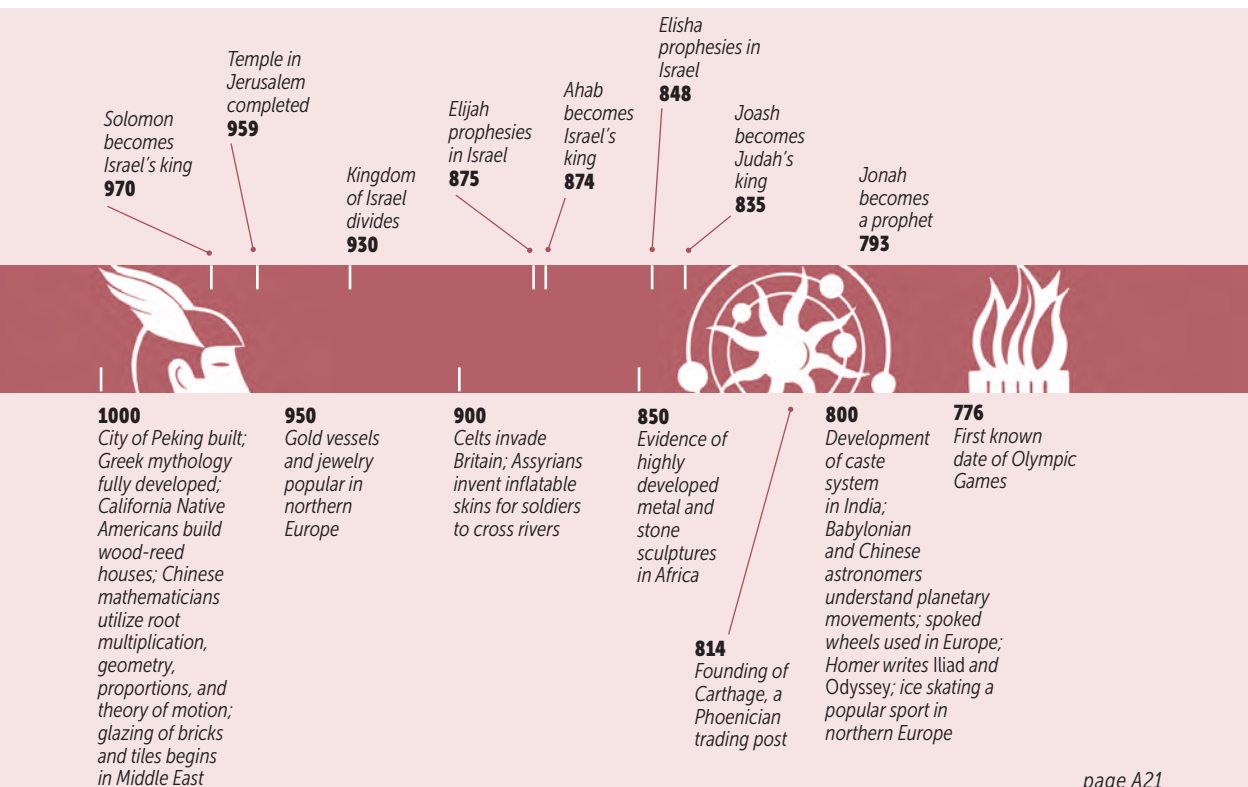 Solomon
becomes
Israel's king
970
Temple in
Jerusalem
completed
959
Kingdom
of Israel
divides
930
Elijah
prophesies
in Israel
875
Ahab
becomes
Israel's
king
874
Elisha
prophesies in
Israel
848
Joash
becomes
Judah's
king
835
Jonah
becomes
a prophet
793
1000
City of Peking built;
Greek mythology
fully developed;
California Native
Americans build
wood-reed
houses; Chinese
mathematicians
utilize root
multiplication,
geometry,
proportions, and
theory of motion;
glazing of bricks
and tiles begins
in Middle East
950
Gold vessels
and jewelry
popular in
northern
Europe
900
Celts invade
Britain; Assyrians
invent inflatable
skins for soldiers
to cross rivers
850
Evidence of
highly
developed
metal and
stone
sculptures
in Africa
814
Founding of
Carthage, a
Phoenician
trading post
800
Development
of caste
system
in India;
Babylonian
and Chinese
astronomers
understand planetary
movements; spoked
wheels used in Europe;
Homer writes Iliad and
Odyssey; ice skating a
popular sport in
northern Europe
776
First known
date of Olympic
Games
page A21